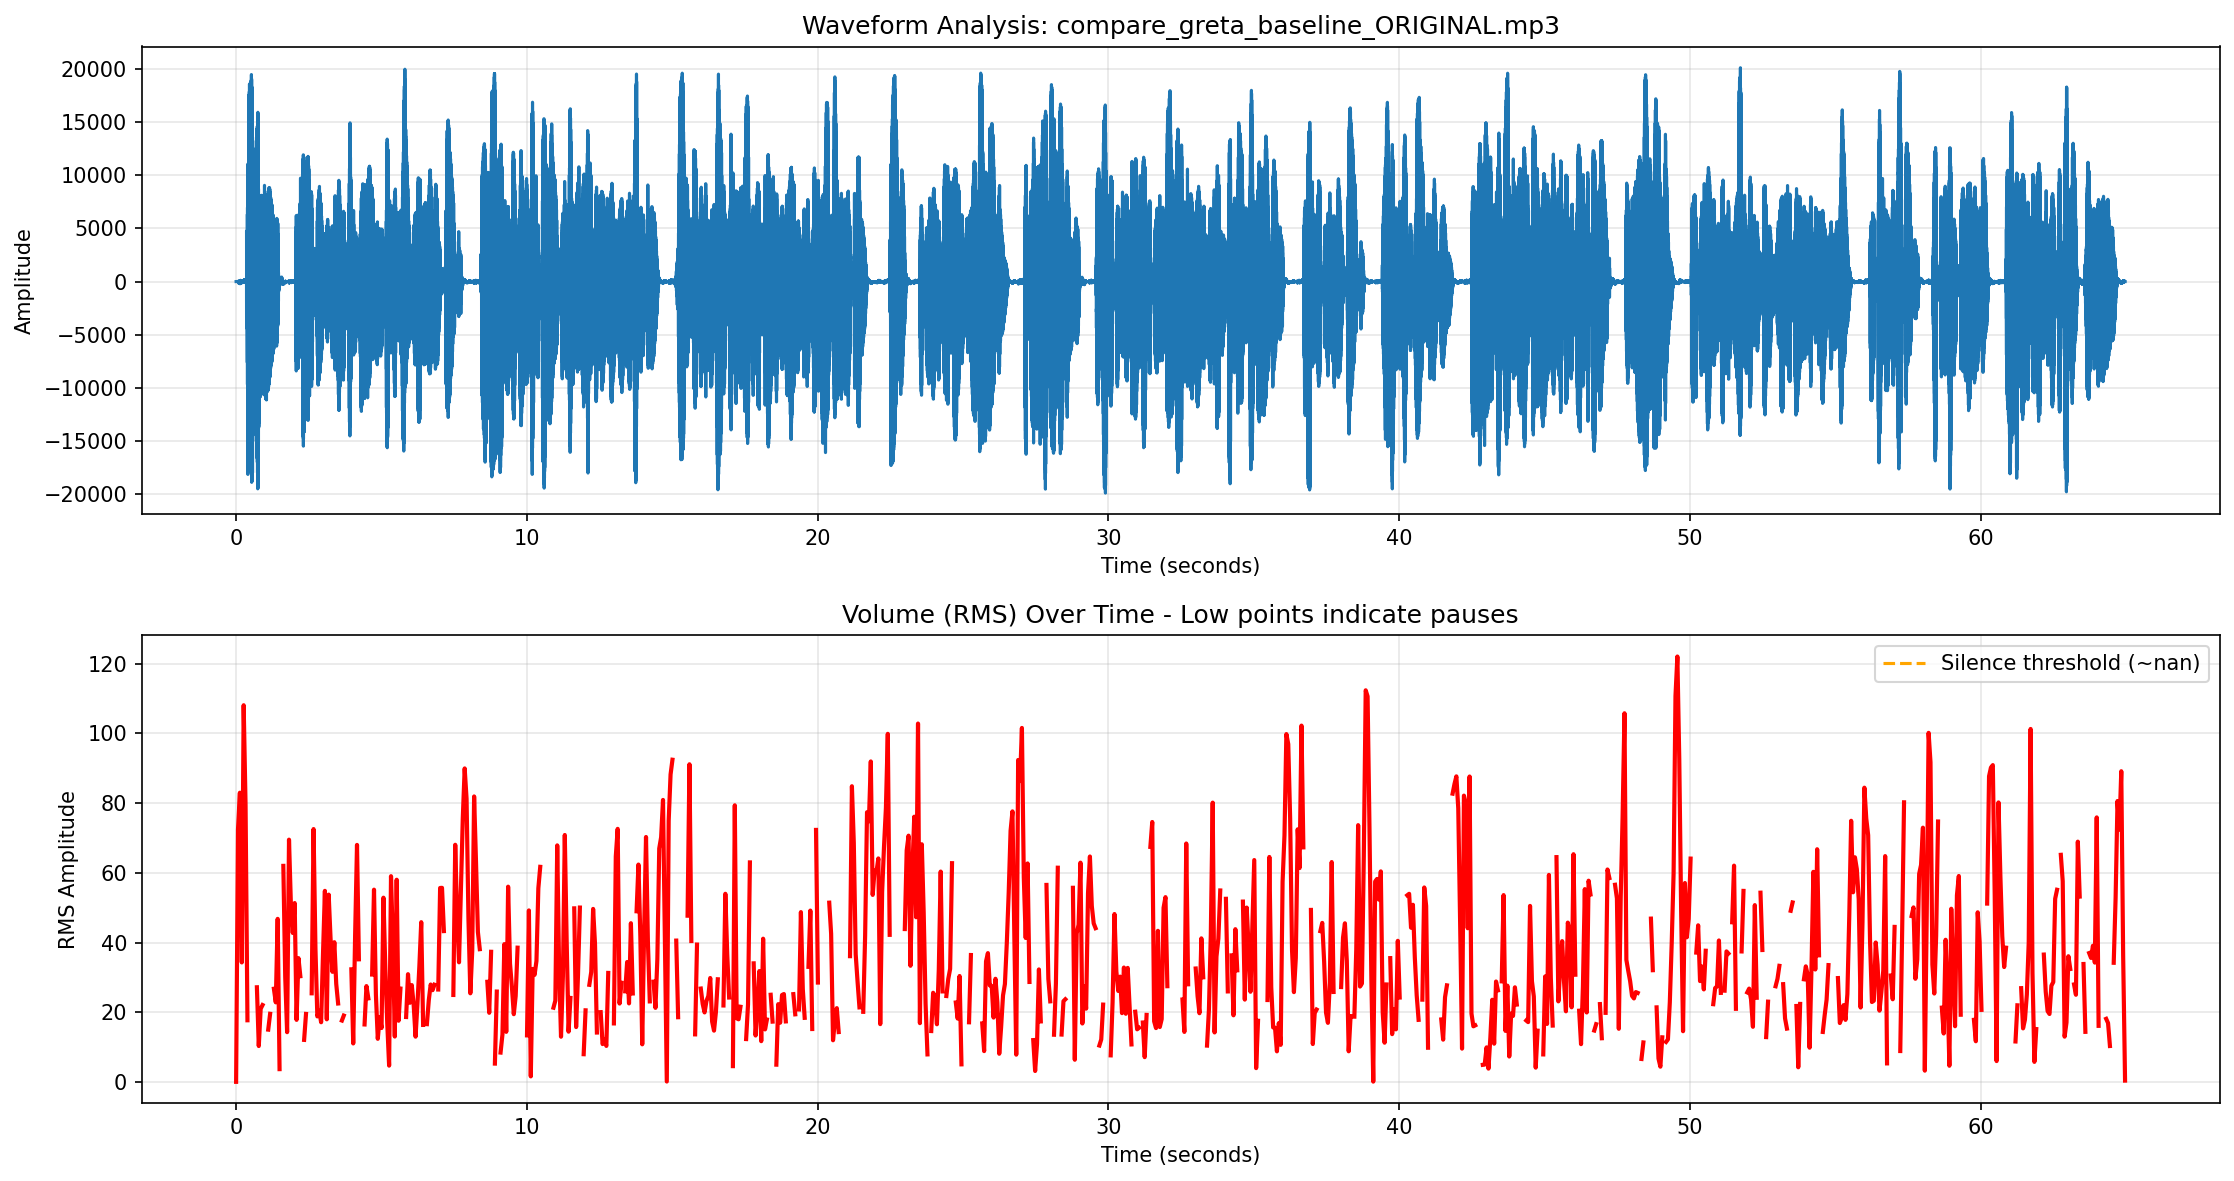 Waveform Analysis: compare_greta_baseline_ORIGINAL.mp3
20000
15000
10000
5000
0
−5000
−10000
−15000
−20000
Amplitude
0 10 20 30 40 50 60
Time (seconds)
Volume (RMS) Over Time - Low points indicate pauses
Silence threshold (~nan)
120
100
80
60
40
20
0
RMS Amplitude
0 10 20 30 40 50 60
Time (seconds)